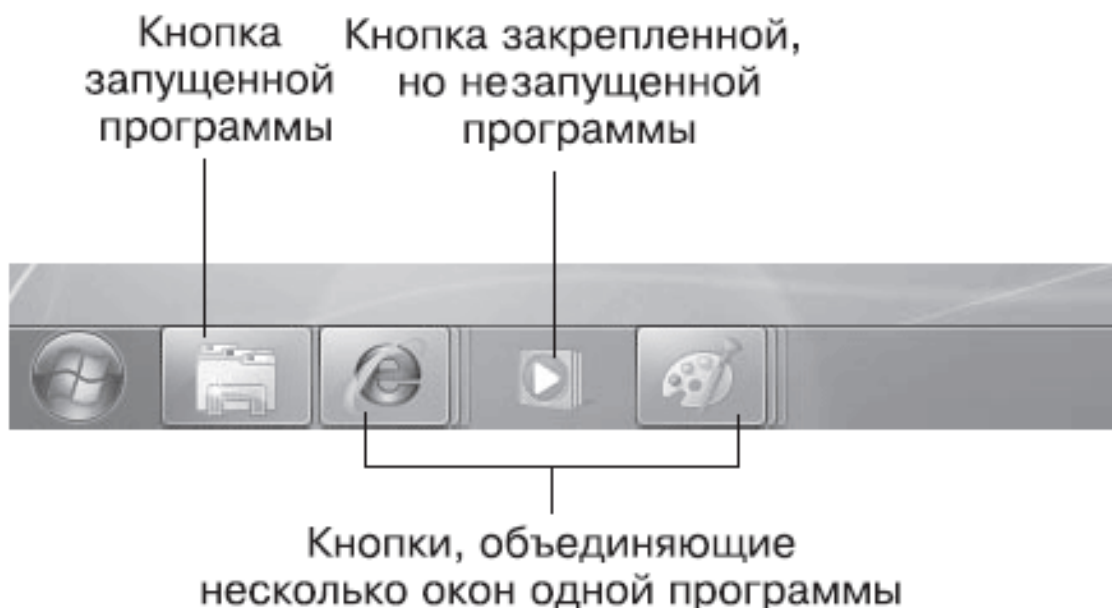 Кнопка
запущенной
программы
Кнопка закрепленной,
но незапущенной
программы
Кнопки, объединяющие
несколько окон одной программы